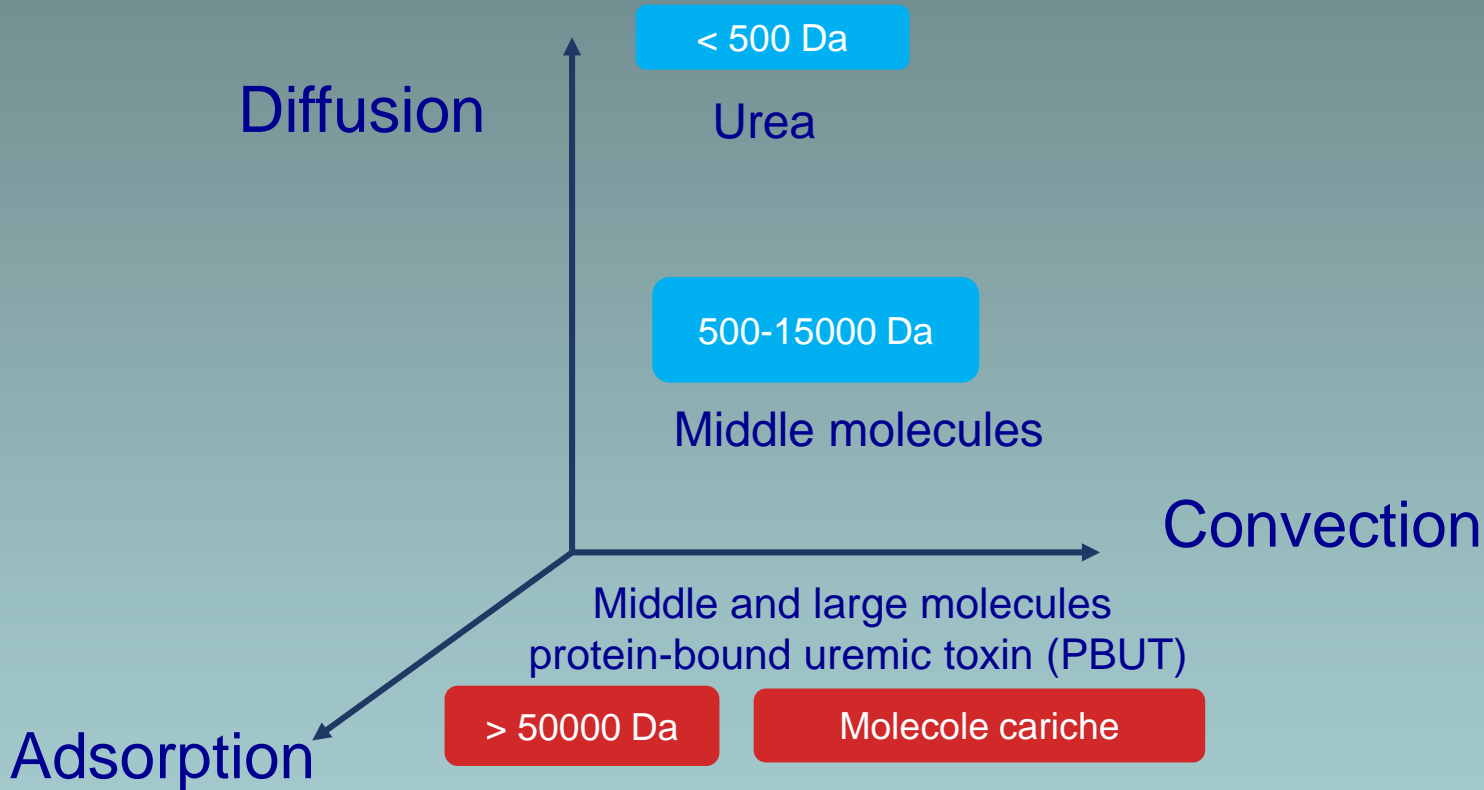 < 500 Da
Diffusion
Urea
500-15000 Da
Middle molecules
Convection
Middle and large molecules
protein-bound uremic toxin (PBUT)
> 50000 Da
Molecole cariche
Adsorption